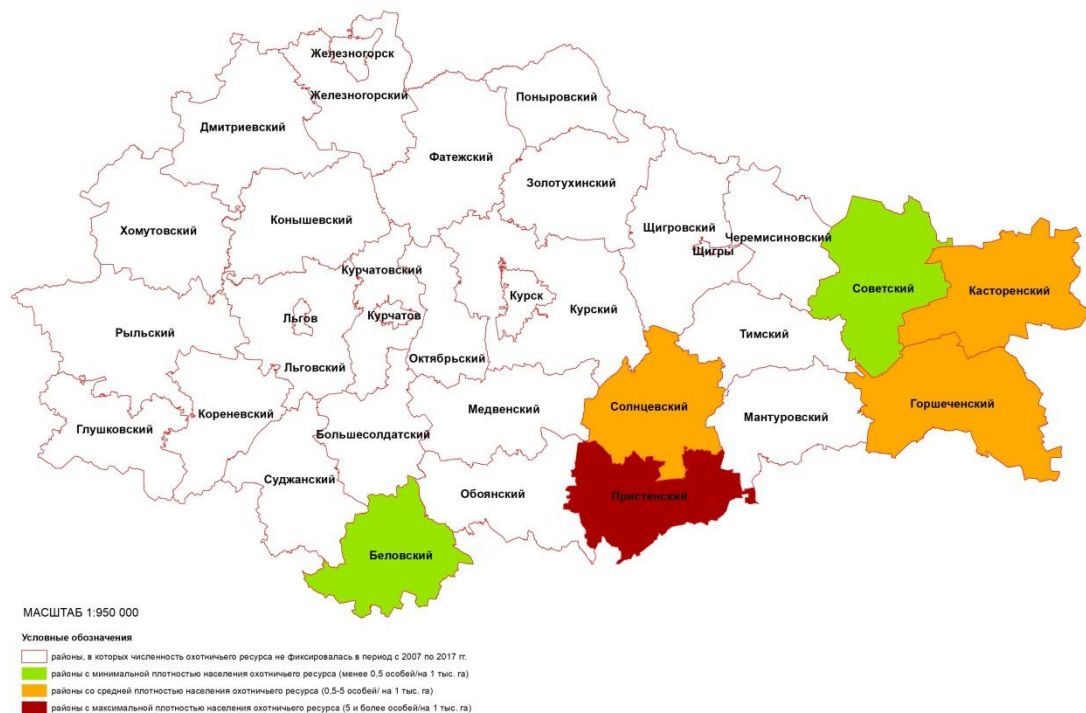 Железногорск
Железногорский
Поныровский
Дмитриевский
Фатежский
Золотухинский
Хомутовский
Конышевский
Щигровский
Черемисиновский
Щигры
Курчатовский
Советский
Касторенский
Курск
Курский
Льгов
Курчатов
Рыльский
Тимский
Октябрьский
Льговский
Солнцевский
Горшеченский
Медвенский
Кореневский
Мантуровский
Глушковский
Большесолдатский
Суджанский
Обоянский
Пристенский
Беловский
МАСШТАБ 1:950 000
Условные обозначения
районы, в которых численность охотничьего ресурса не фиксировалась в период с 2007 по 2017 гг.
районы с минимальной плотностью населения охотничьего ресурса (менее 0,5 особей/на 1 тыс. га)
районы со средней плотностью населения охотничьего ресурса (0,5-5 особей/ на 1 тыс. га)
районы с максимальной плотностью населения охотничьего ресурса (5 и более особей/на 1 тыс. га)